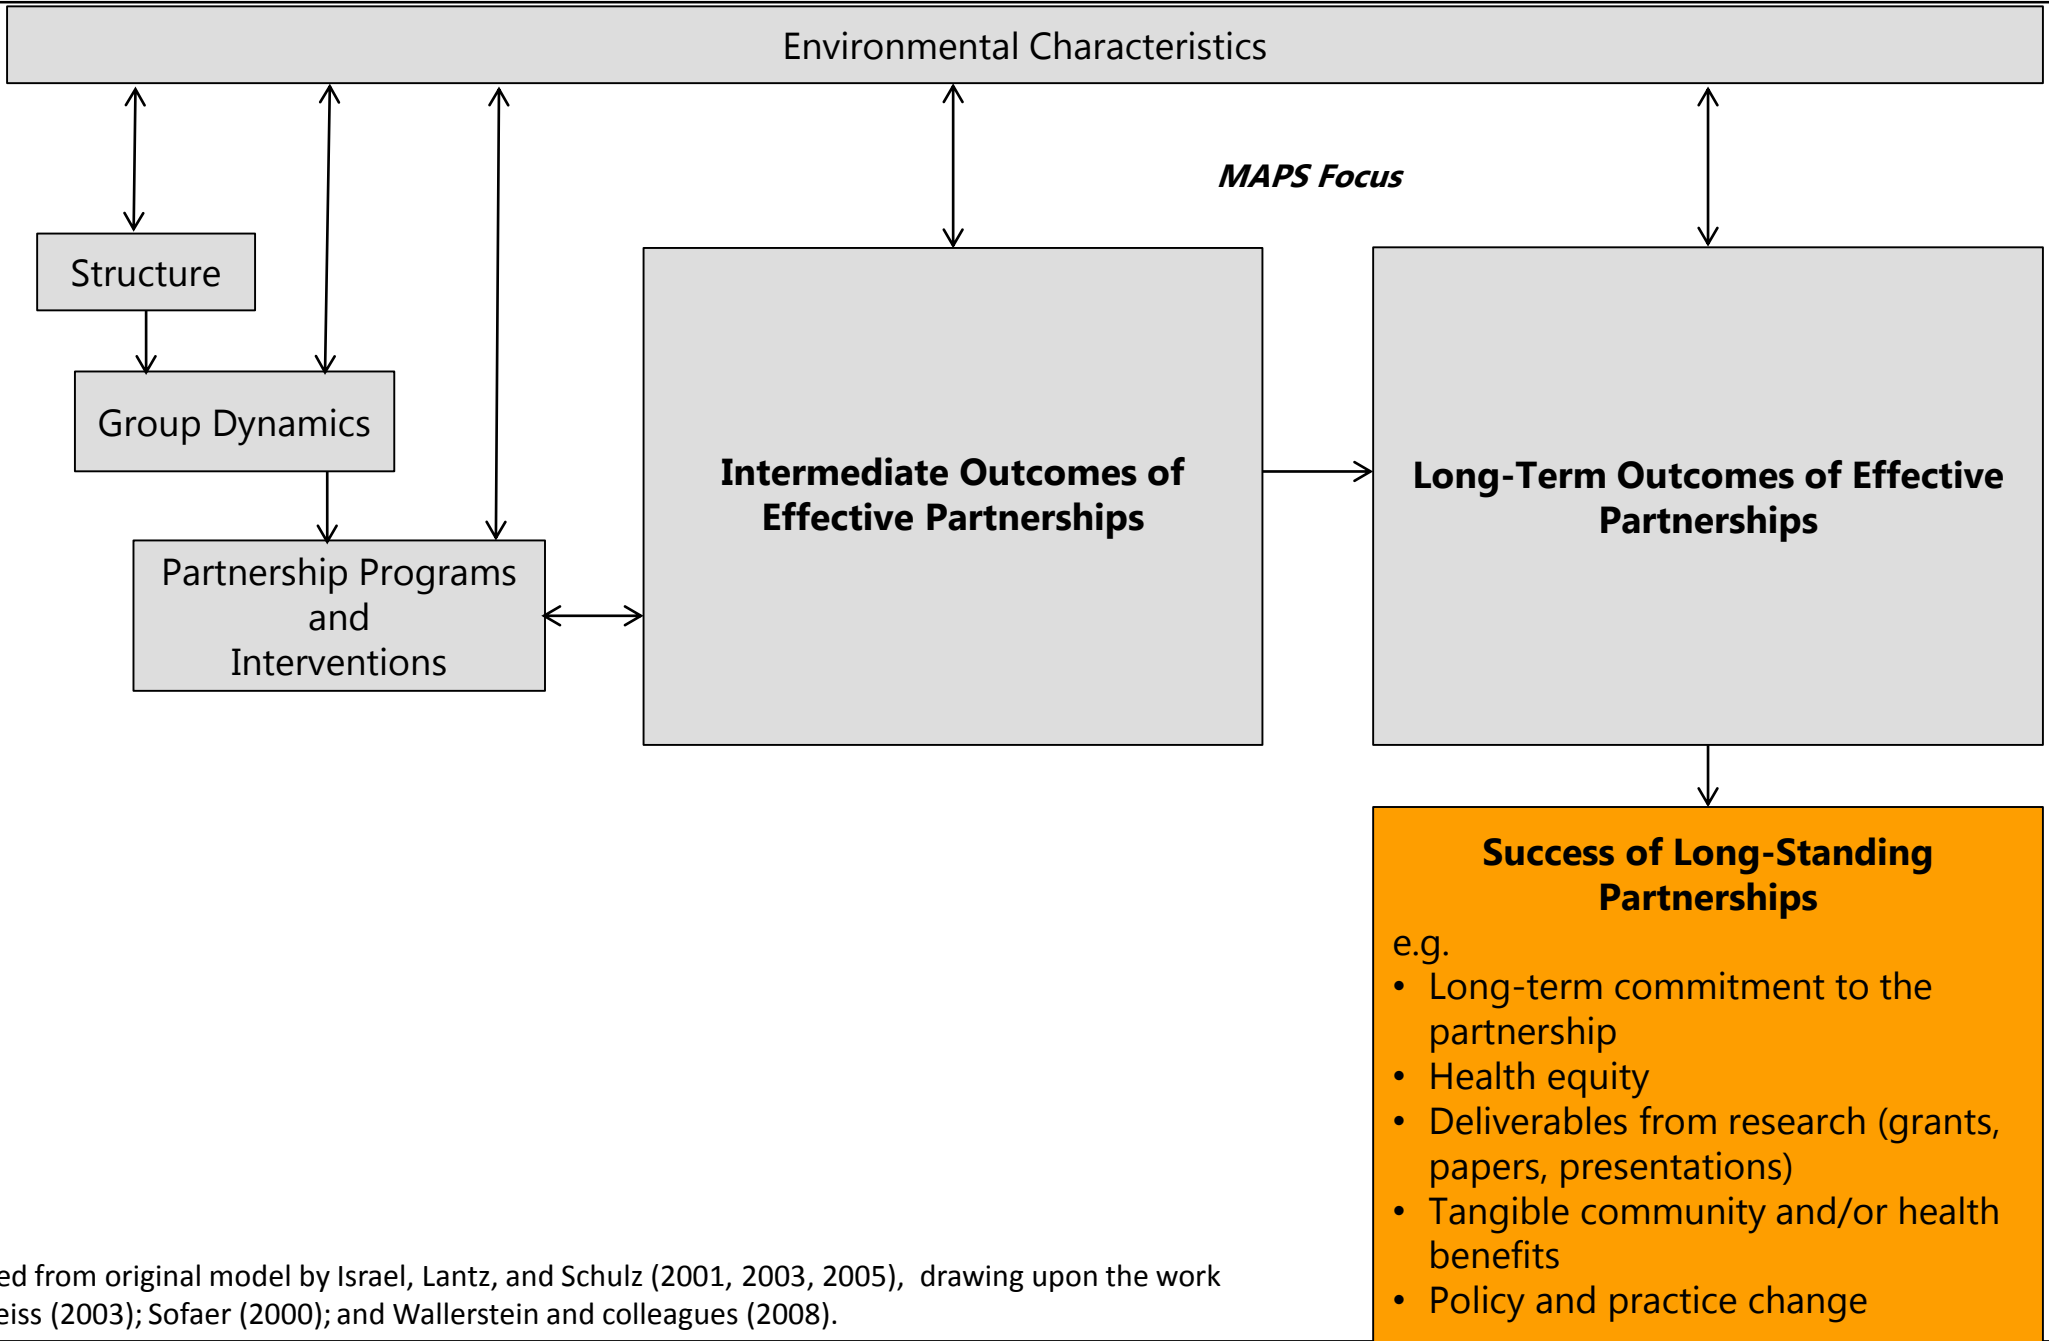 Environmental Characteristics
MAPS Focus
Structure
Group Dynamics
Partnership Programs
and
Interventions
Intermediate Outcomes of
Effective Partnerships
Long-Term Outcomes of Effective
Partnerships
Success of Long-Standing
Partnerships
e.g.
• Long-term commitment to the
partnership
• Health equity
• Deliverables from research (grants,
papers, presentations)
• Tangible community and/or health
benefits
• Policy and practice change
from original model by Israel, Lantz, and Schulz (2001, 2003, 2005), drawing upon the work
(2003); Sofaer (2000); and Wallerstein and colleagues (2008).